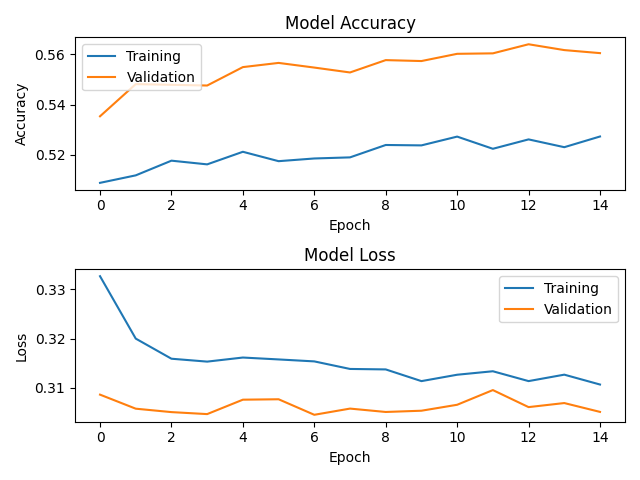 Model Accuracy
Training
Validation
0.56
0.54
0.52
Accuracy
0 2 4 6 8 10 12 14
Epoch
Model Loss
Training
Validation
0.33
0.32
0.31
Loss
0 2 4 6 8 10 12 14
Epoch